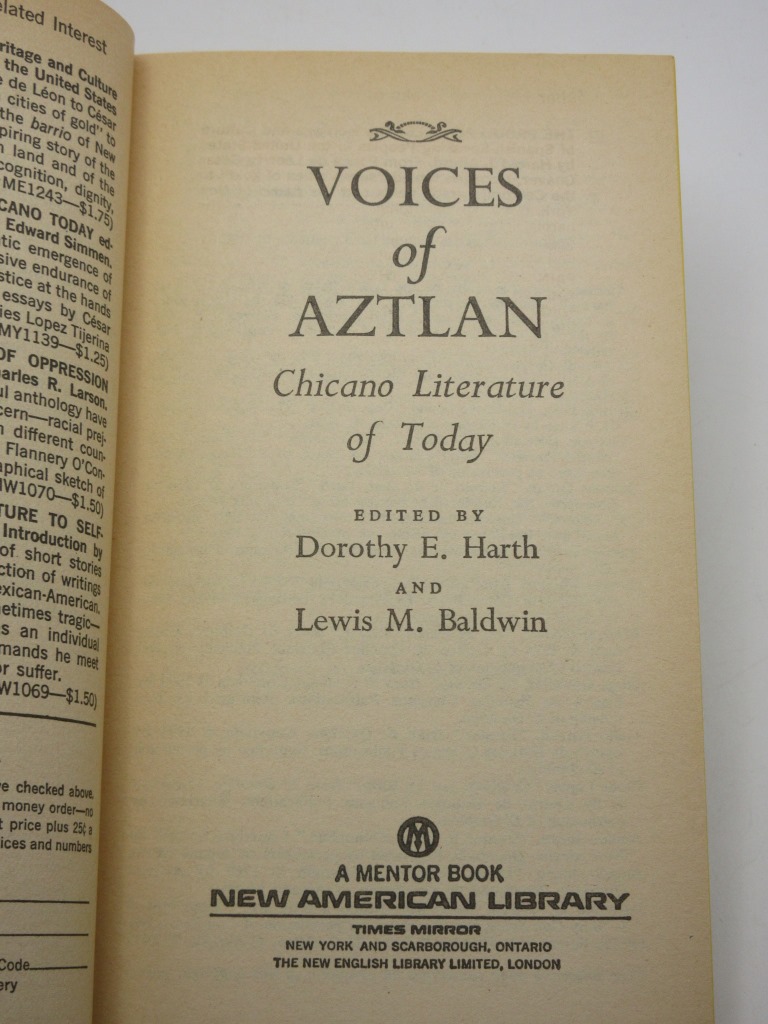 elated Interest
ritage and Culture
the United States
de Léon to César
cities of gold" to
the barrio of New
piring story of the
land and of the
cognition, dignity,
ME1243—$1.75)
CANO TODAY ed-
Edward Simmen.
tic emergence of
sive endurance of
stice at the hands
essays by César
ies Lopez Tijerina
MY1139—$1.25)
OF OPPRESSION
arles R. Larson.
ul anthology have
cern—racial prej-
different coun-
Flannery O'Con-
aphical sketch of
W1070—$1.50)
TURE TO SELF-
Introduction by
of short stories
ction of writings
exican-American.
netimes tragic—
s an individual
mands he meet
or suffer.
W1069—$1.50)
ve checked above.
money order—no
t price plus 25¢ a
ices and numbers
Code
ery
VOICES
of
AZTLAN
Chicano Literature
of Today
EDITED BY
Dorothy E. Harth
AND
Lewis M. Baldwin
M
A MENTOR BOOK
NEW AMERICAN LIBRARY
TIMES MIRROR
NEW YORK AND SCARBOROUGH, ONTARIO
THE NEW ENGLISH LIBRARY LIMITED, LONDON